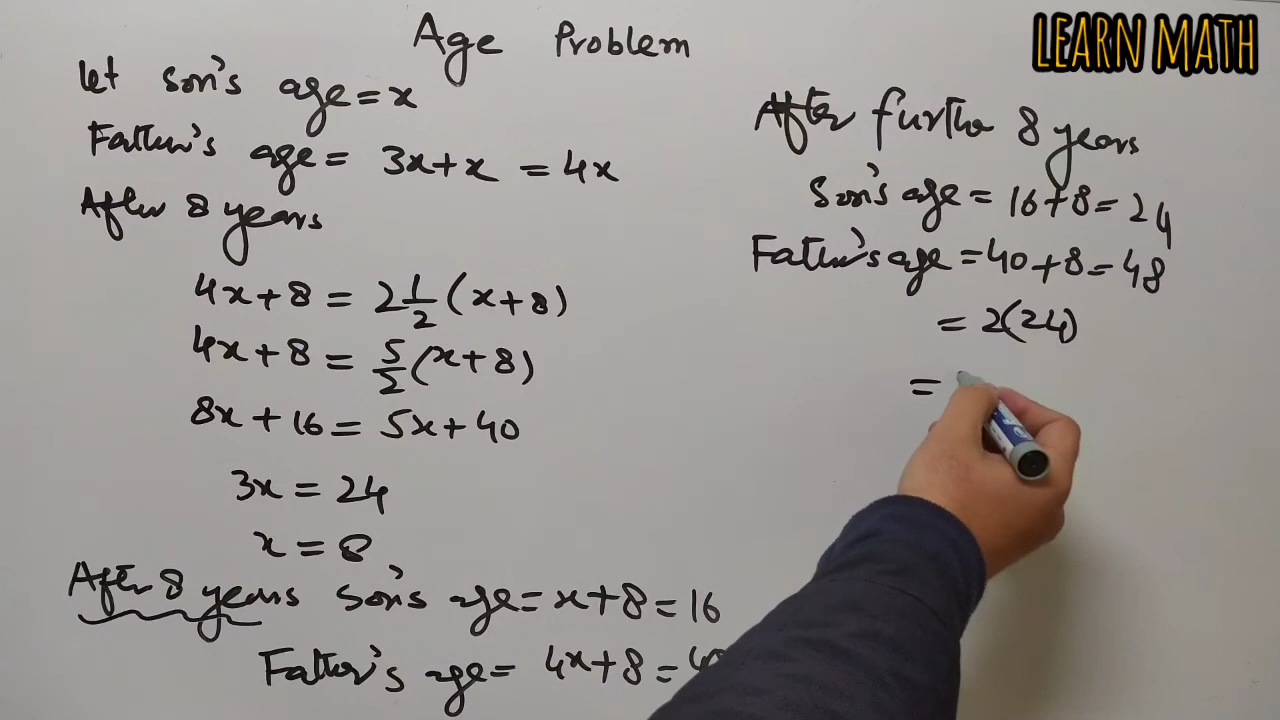 Age Problem
LEARN MATH
Let Son's age = x
Father's age = 3x + x = 4x
After 8 years
4x + 8 = 2 1/2 (x + 8)
4x + 8 = 5/2 (x + 8)
8x + 16 = 5x + 40
3x = 24
x = 8
After 8 years Son's age = x + 8 = 16
Father's age = 4x + 8 = 40
After further 8 years
Son's age = 16 + 8 = 24
Father's age = 40 + 8 = 48
= 2(24)
=